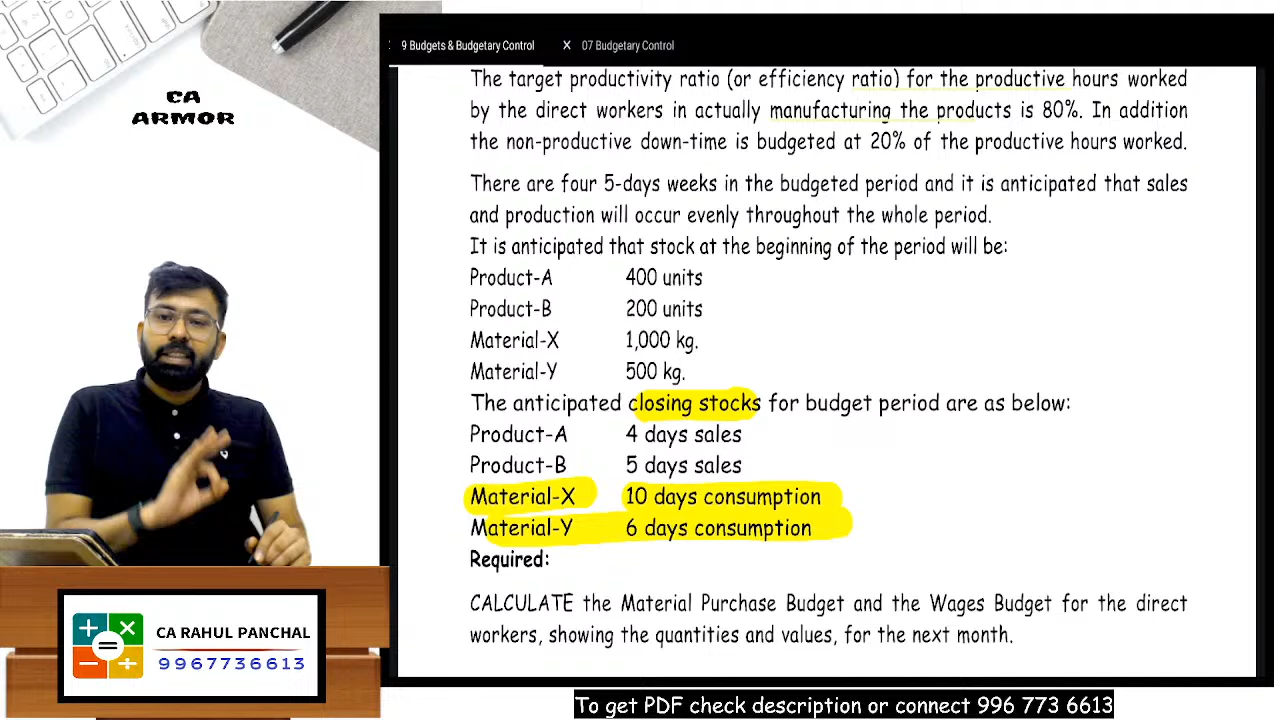 9 Budgets & Budgetary Control
X 07 Budgetary Control
CA
ARMOR
The target productivity ratio (or efficiency ratio) for the productive hours worked
by the direct workers in actually manufacturing the products is 80%. In addition
the non-productive down-time is budgeted at 20% of the productive hours worked.
There are four 5-days weeks in the budgeted period and it is anticipated that sales
and production will occur evenly throughout the whole period.
It is anticipated that stock at the beginning of the period will be:
Product-A 400 units
Product-B 200 units
Material-X 1,000 kg.
Material-Y 500 kg.
The anticipated closing stocks for budget period are as below:
Product-A 4 days sales
Product-B 5 days sales
Material-X 10 days consumption
Material-Y 6 days consumption
Required:
CALCULATE the Material Purchase Budget and the Wages Budget for the direct
workers, showing the quantities and values, for the next month.
CA RAHUL PANCHAL
9967736613
To get PDF check description or connect 996 773 6613